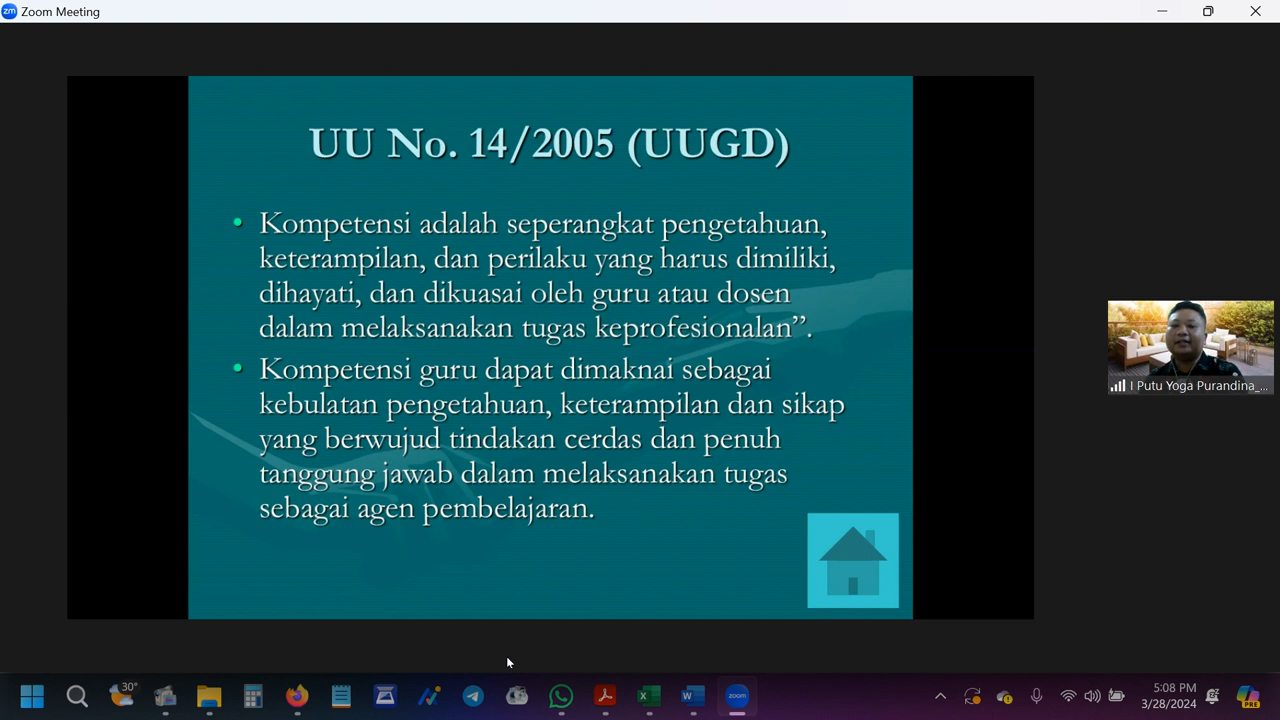 Zoom Meeting
UU No. 14/2005 (UUGD)
• Kompetensi adalah seperangkat pengetahuan,
keterampilan, dan perilaku yang harus dimiliki,
dihayati, dan dikuasai oleh guru atau dosen
dalam melaksanakan tugas keprofesionalan”.
• Kompetensi guru dapat dimaknai sebagai
kebulatan pengetahuan, keterampilan dan sikap
yang berwujud tindakan cerdas dan penuh
tanggung jawab dalam melaksanakan tugas
sebagai agen pembelajaran.
I Putu Yoga Purandina_...
30°
zoom
5:08 PM
3/28/2024
PRE